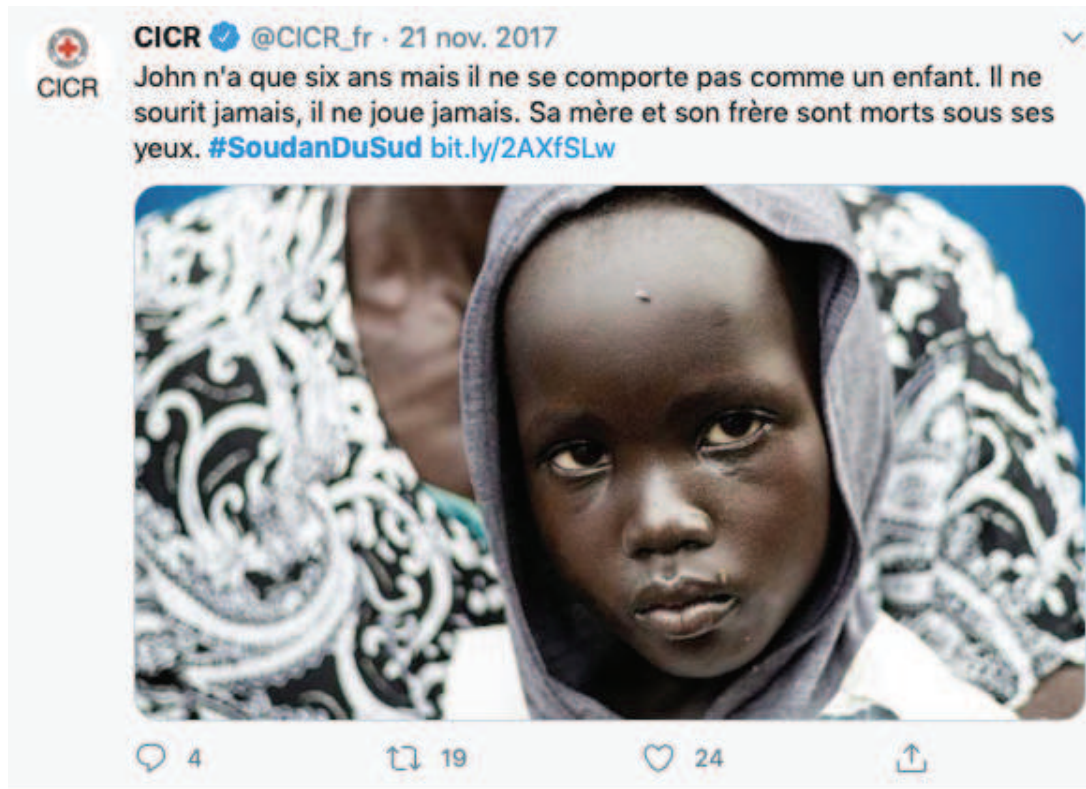 CICR @CICR_fr · 21 nov. 2017
CICR
John n'a que six ans mais il ne se comporte pas comme un enfant. Il ne
sourit jamais, il ne joue jamais. Sa mère et son frère sont morts sous ses
yeux. #SoudanDuSud bit.ly/2AXfSLw
4 19 24